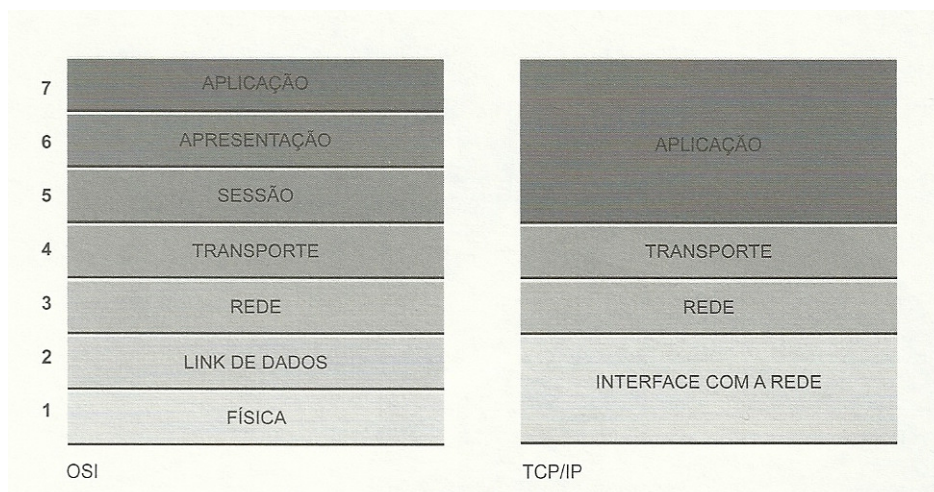 7 APLICAÇÃO
6 APRESENTAÇÃO
5 SESSÃO
4 TRANSPORTE
3 REDE
2 LINK DE DADOS
1 FÍSICA
OSI
APLICAÇÃO
TRANSPORTE
REDE
INTERFACE COM A REDE
TCP/IP